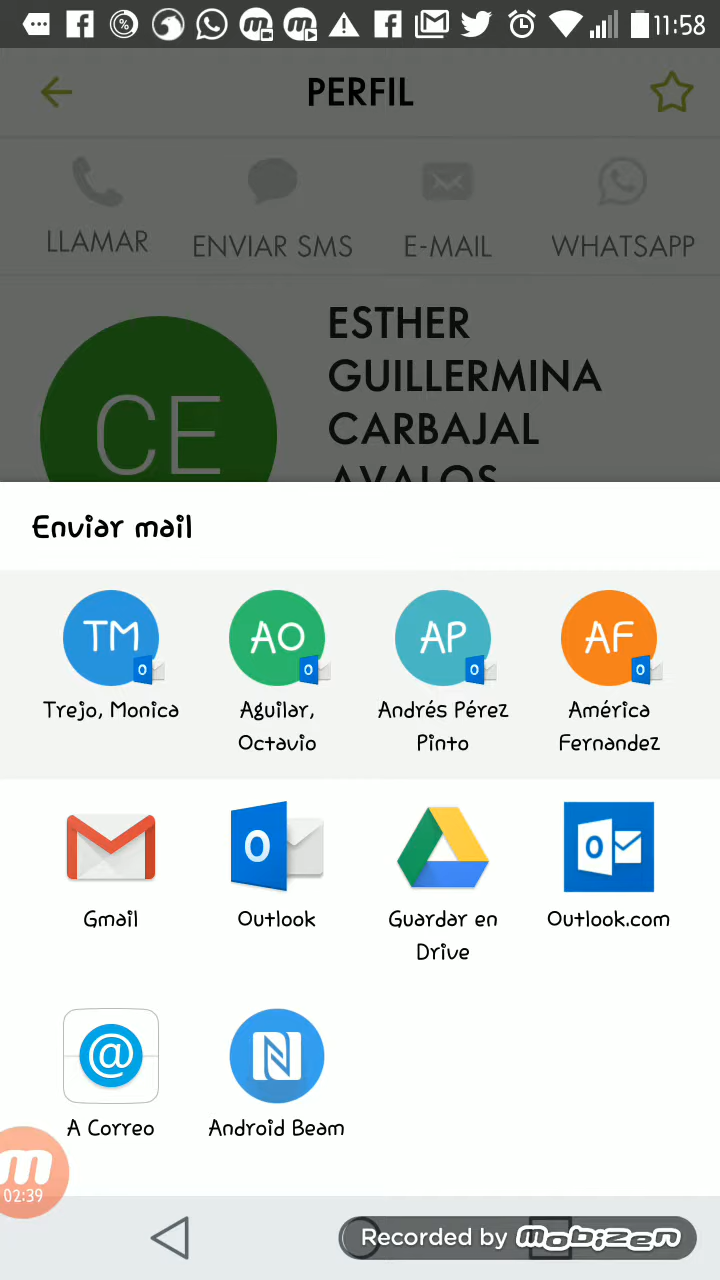 11:58
PERFIL
LLAMAR ENVIAR SMS E-MAIL WHATSAPP
ESTHER
GUILLERMINA
CARBAJAL
AVALOS
CE
Enviar mail
TM AO AP AF
Trejo, Monica Aguilar, Andrés Pérez América
Octavio Pinto Fernandez
Gmail Outlook Guardar en Outlook.com
Drive
A Correo Android Beam
02:39
Recorded by mobizen